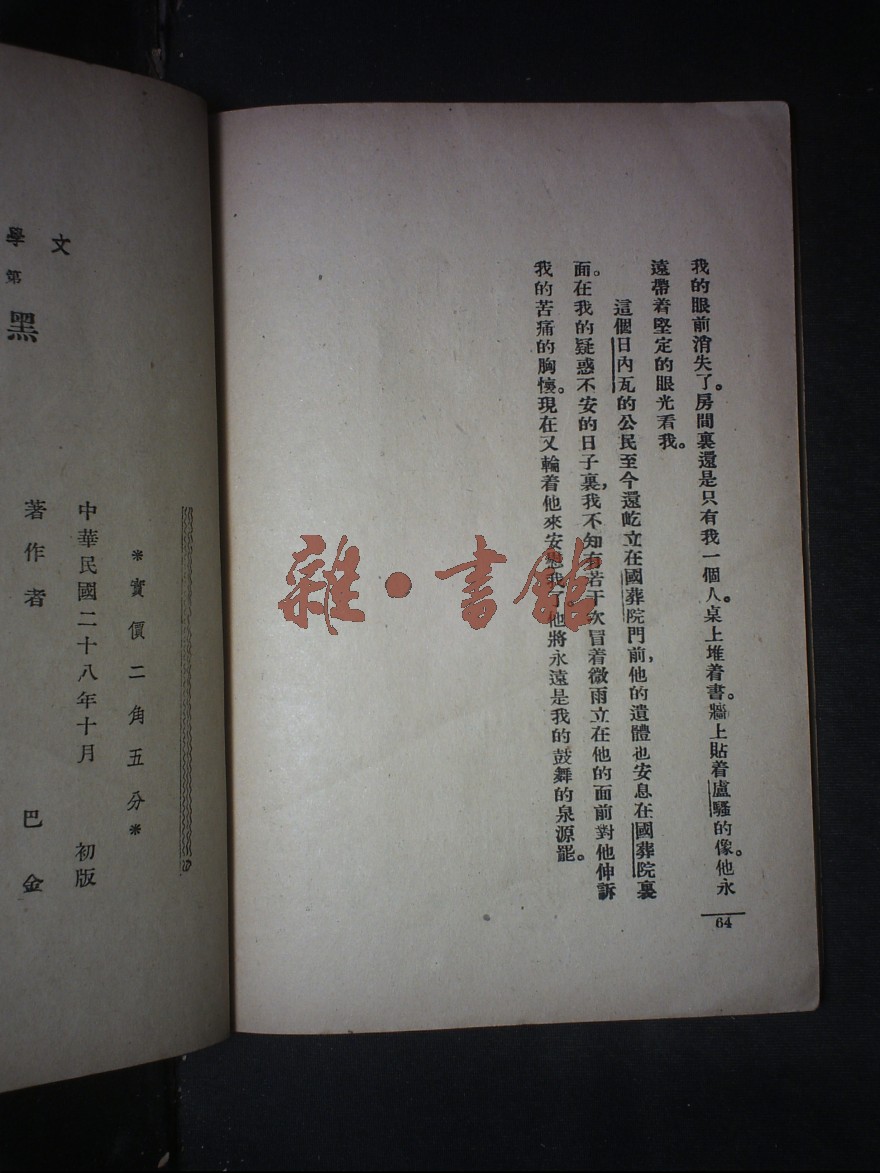 我的眼前消失了。房間裏還是只有我一個人。桌上堆着書。牆上貼着盧騷的像。他永
遠帶着堅定的眼光看我。
這個日內瓦的公民至今還屹立在國葬院門前，他的遺體也安息在國葬院裏
面。在我的疑惑不安的日子裏，我不知有若干次冒着微雨立在他的面前對他伸訴
我的苦痛的胸懷。現在又輪着他來安慰我了他將永遠是我的鼓舞的泉源罷。
64
＊實價二角五分＊
中華民國二十八年十月 初版
著作者 巴金
文
學
第
黑
雜·書館